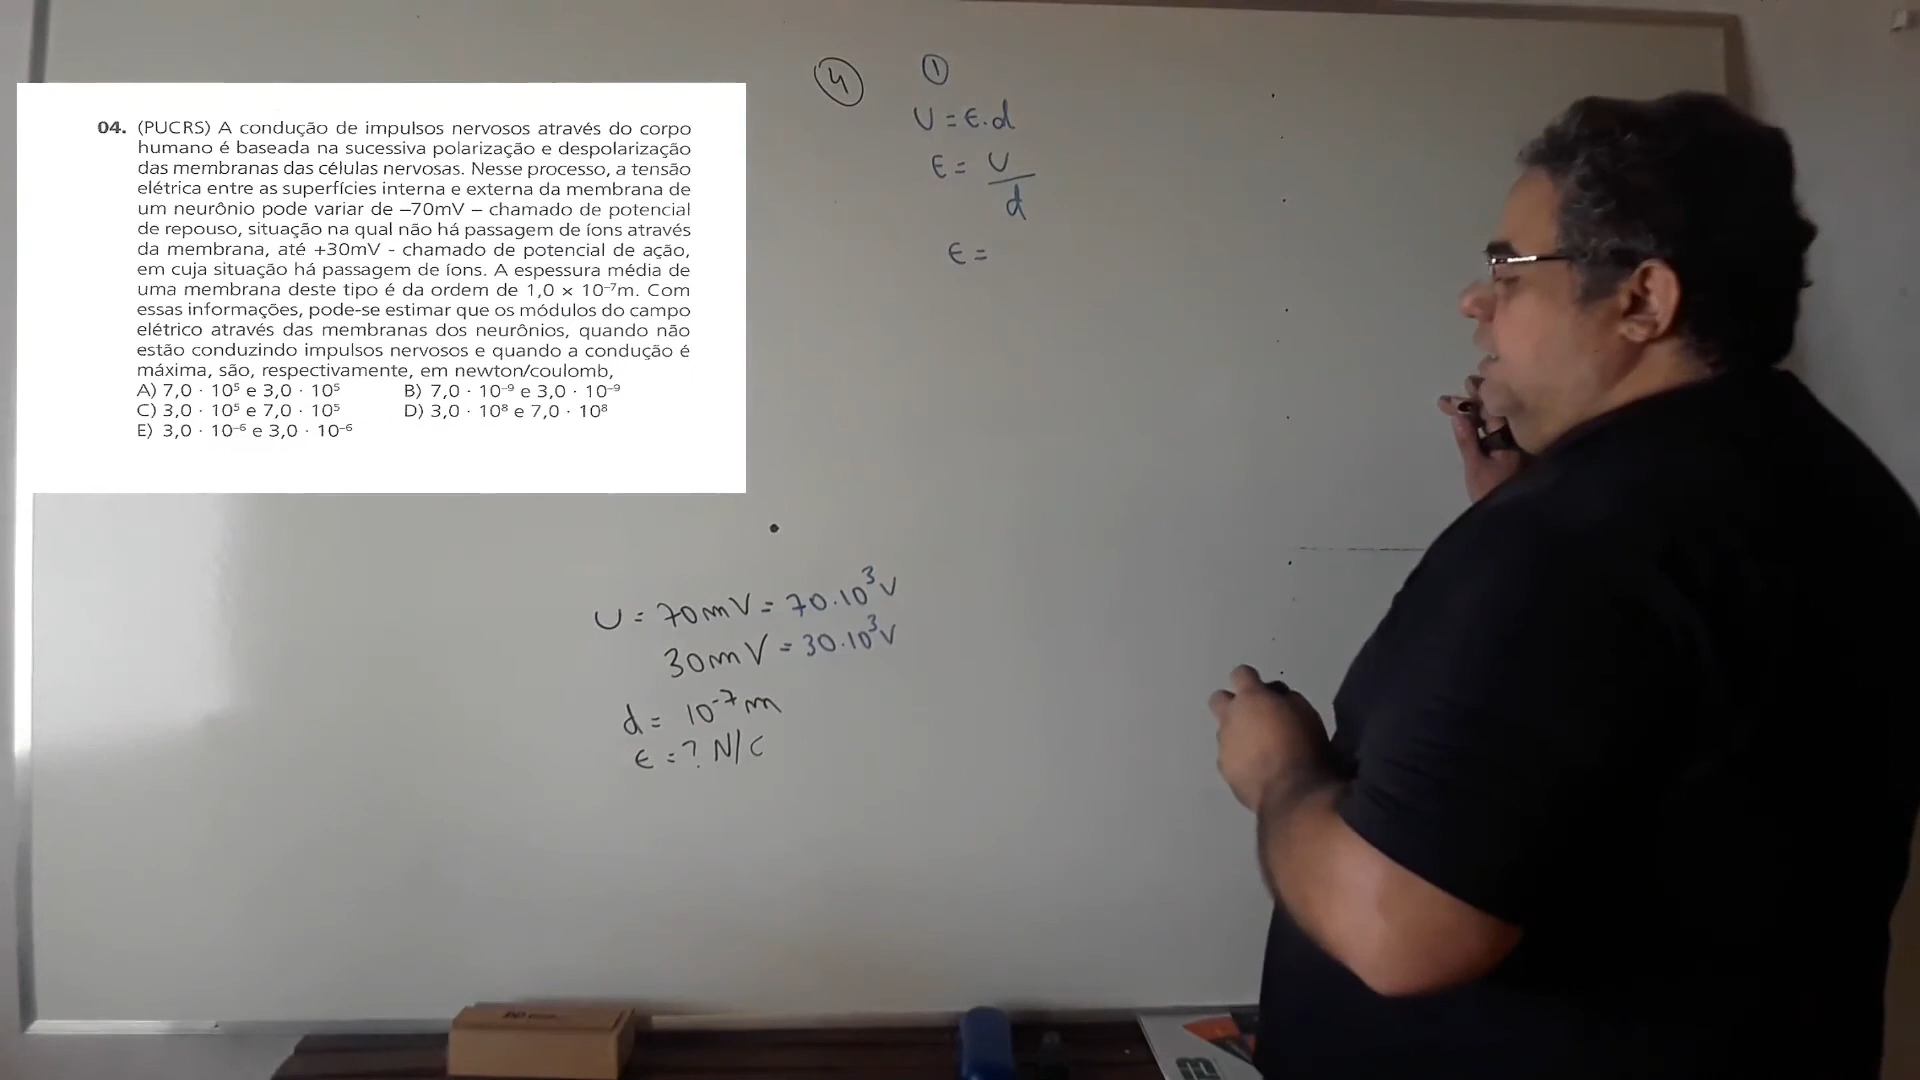 04. (PUCRS) A condução de impulsos nervosos através do corpo
humano é baseada na sucessiva polarização e despolarização
das membranas das células nervosas. Nesse processo, a tensão
elétrica entre as superfícies interna e externa da membrana de
um neurônio pode variar de –70mV – chamado de potencial
de repouso, situação na qual não há passagem de íons através
da membrana, até +30mV - chamado de potencial de ação,
em cuja situação há passagem de íons. A espessura média de
uma membrana deste tipo é da ordem de 1,0 × 10⁻⁷m. Com
essas informações, pode-se estimar que os módulos do campo
elétrico através das membranas dos neurônios, quando não
estão conduzindo impulsos nervosos e quando a condução é
máxima, são, respectivamente, em newton/coulomb,
A) 7,0 · 10⁵ e 3,0 · 10⁵ B) 7,0 · 10⁻⁹ e 3,0 · 10⁻⁹
C) 3,0 · 10⁵ e 7,0 · 10⁵ D) 3,0 · 10⁸ e 7,0 · 10⁸
E) 3,0 · 10⁻⁶ e 3,0 · 10⁻⁶
4 1
U = E.d
E = U/d
E =
U = 70mV = 70.10³V
30mV = 30.10³V
d = 10⁻⁷m
E = ? N/C